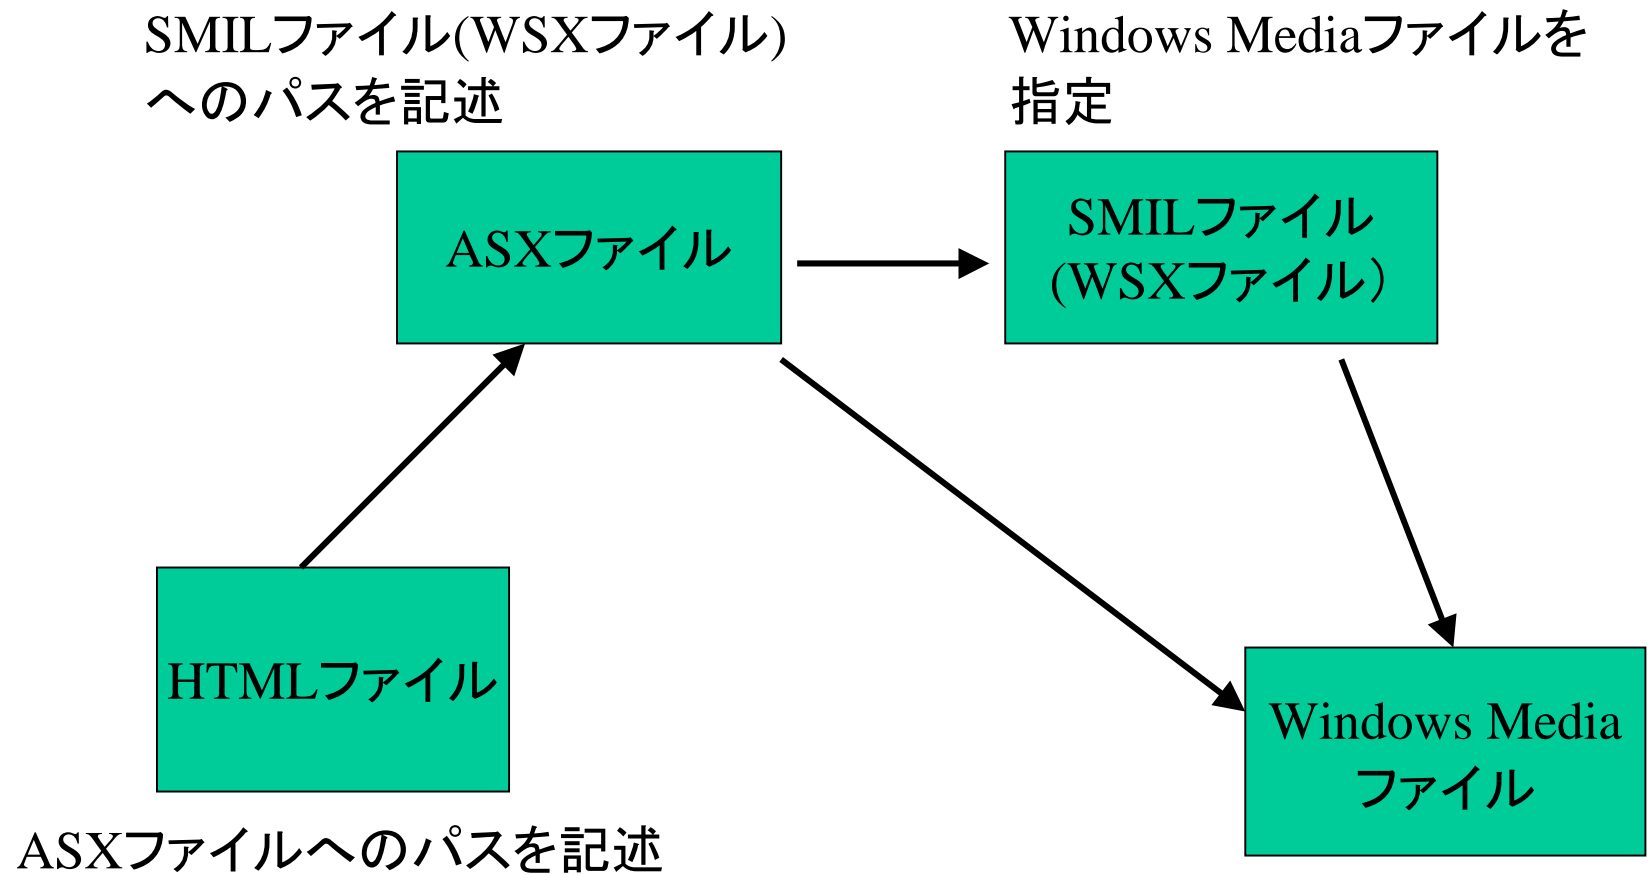 SMILファイル(WSXファイル)
へのパスを記述
Windows Mediaファイルを
指定
ASXファイル
SMILファイル
(WSXファイル）
HTMLファイル
Windows Media
ファイル
ASXファイルへのパスを記述